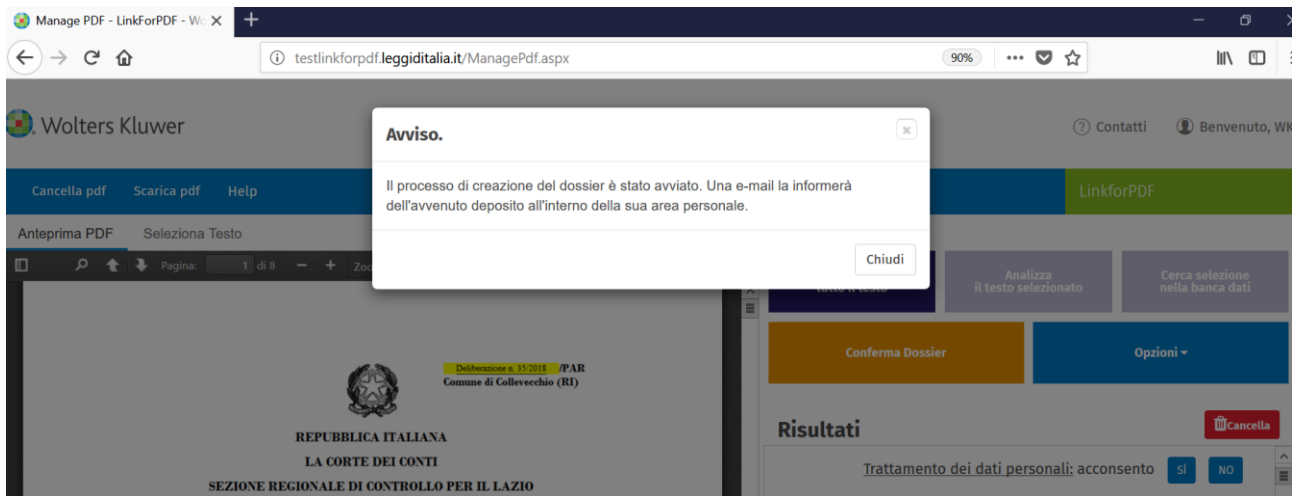 Manage PDF - LinkForPDF - Wo
testlinkforpdf.leggiditalia.it/ManagePdf.aspx
90%
Wolters Kluwer
Contatti
Benvenuto, WK
Avviso.
Il processo di creazione del dossier è stato avviato. Una e-mail la informerà
dell'avvenuto deposito all'interno della sua area personale.
Chiudi
Cancella pdf
Scarica pdf
Help
LinkforPDF
Anteprima PDF
Seleziona Testo
Pagina:
1
di 8
tutto il testo
Analizza
il testo selezionato
Cerca selezione
nella banca dati
Conferma Dossier
Opzioni
Deliberazione n. 35/2018 /PAR
Comune di Collevecchio (RI)
REPUBBLICA ITALIANA
LA CORTE DEI CONTI
SEZIONE REGIONALE DI CONTROLLO PER IL LAZIO
Risultati
Cancella
Trattamento dei dati personali: acconsento
SÌ
NO